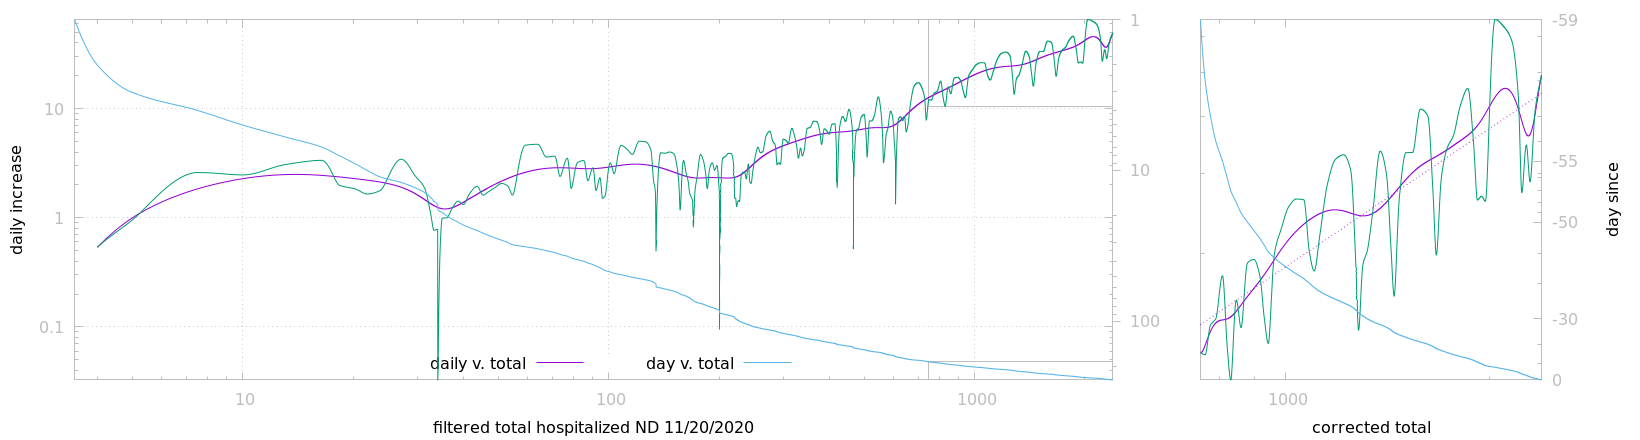 1
-59
10
-55
10
1
-50
daily increase
day since
0.1
100
-30
daily v. total
day v. total
0
10
100
1000
1000
filtered total hospitalized ND 11/20/2020
corrected total